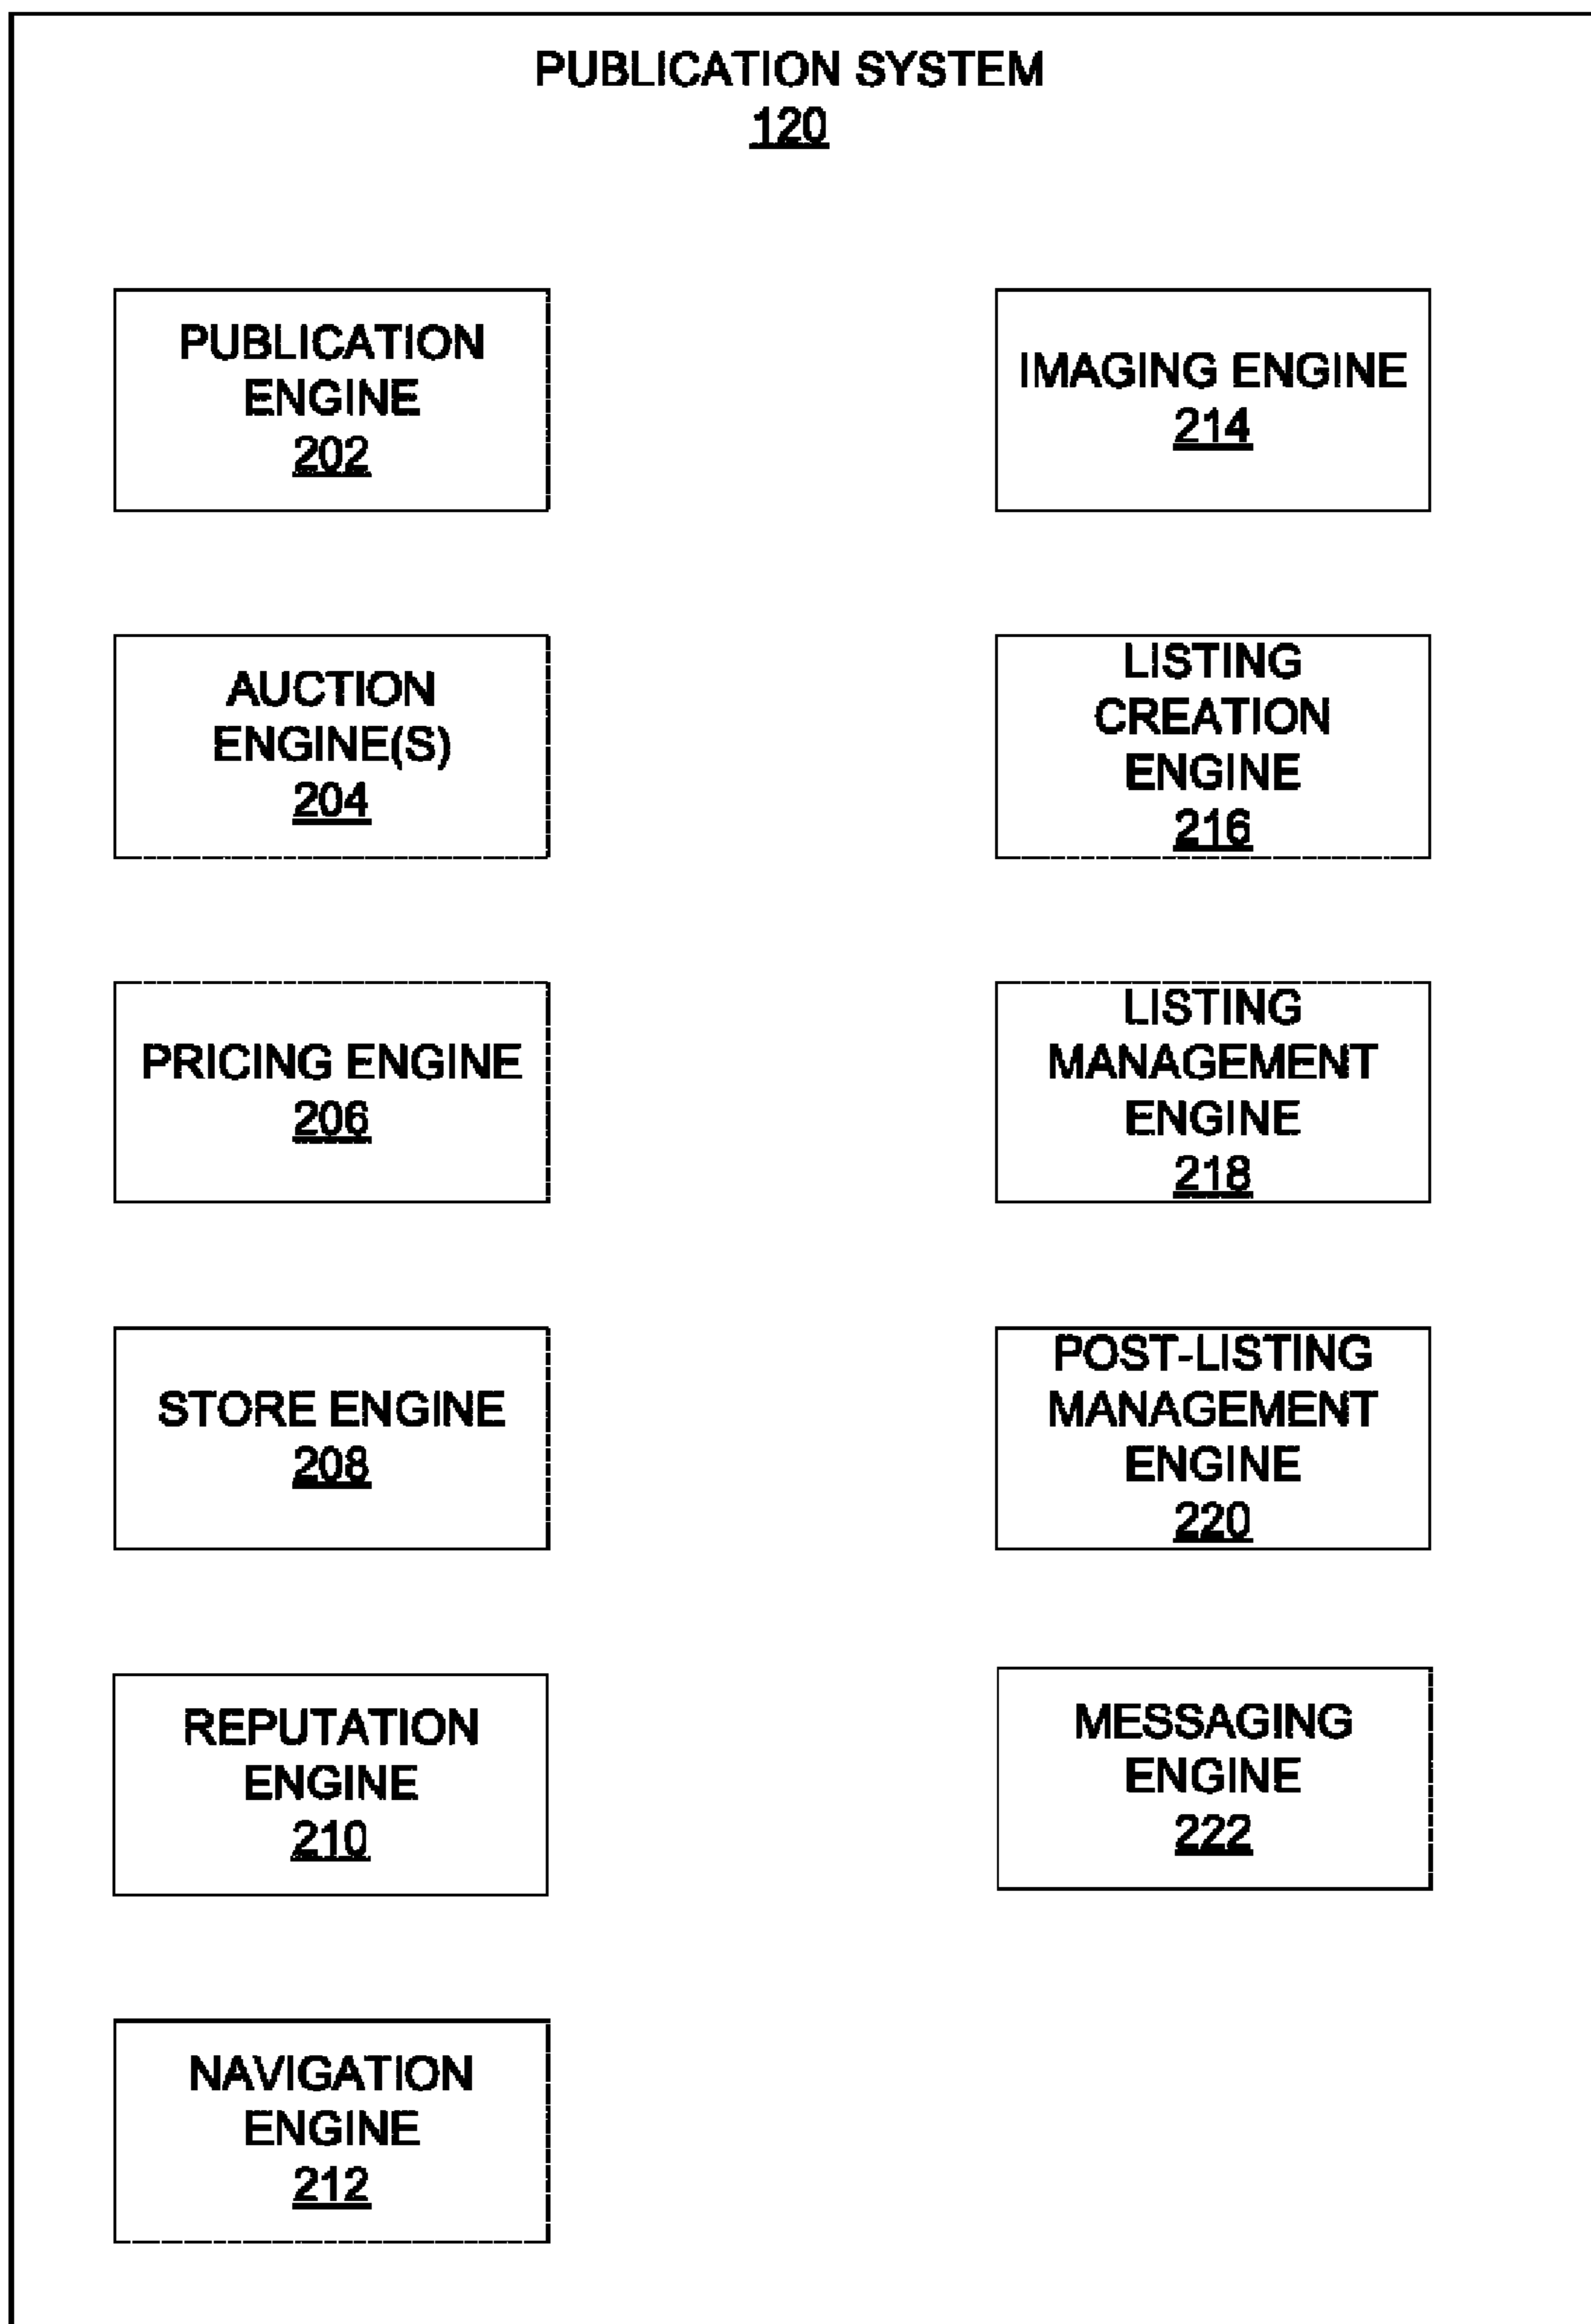 PUBLICATION SYSTEM
120
PUBLICATION
ENGINE
202
AUCTION
ENGINE(S)
204
PRICING ENGINE
206
STORE ENGINE
208
REPUTATION
ENGINE
210
NAVIGATION
ENGINE
212
IMAGING ENGINE
214
LISTING
CREATION
ENGINE
216
LISTING
MANAGEMENT
ENGINE
218
POST-LISTING
MANAGEMENT
ENGINE
220
MESSAGING
ENGINE
222